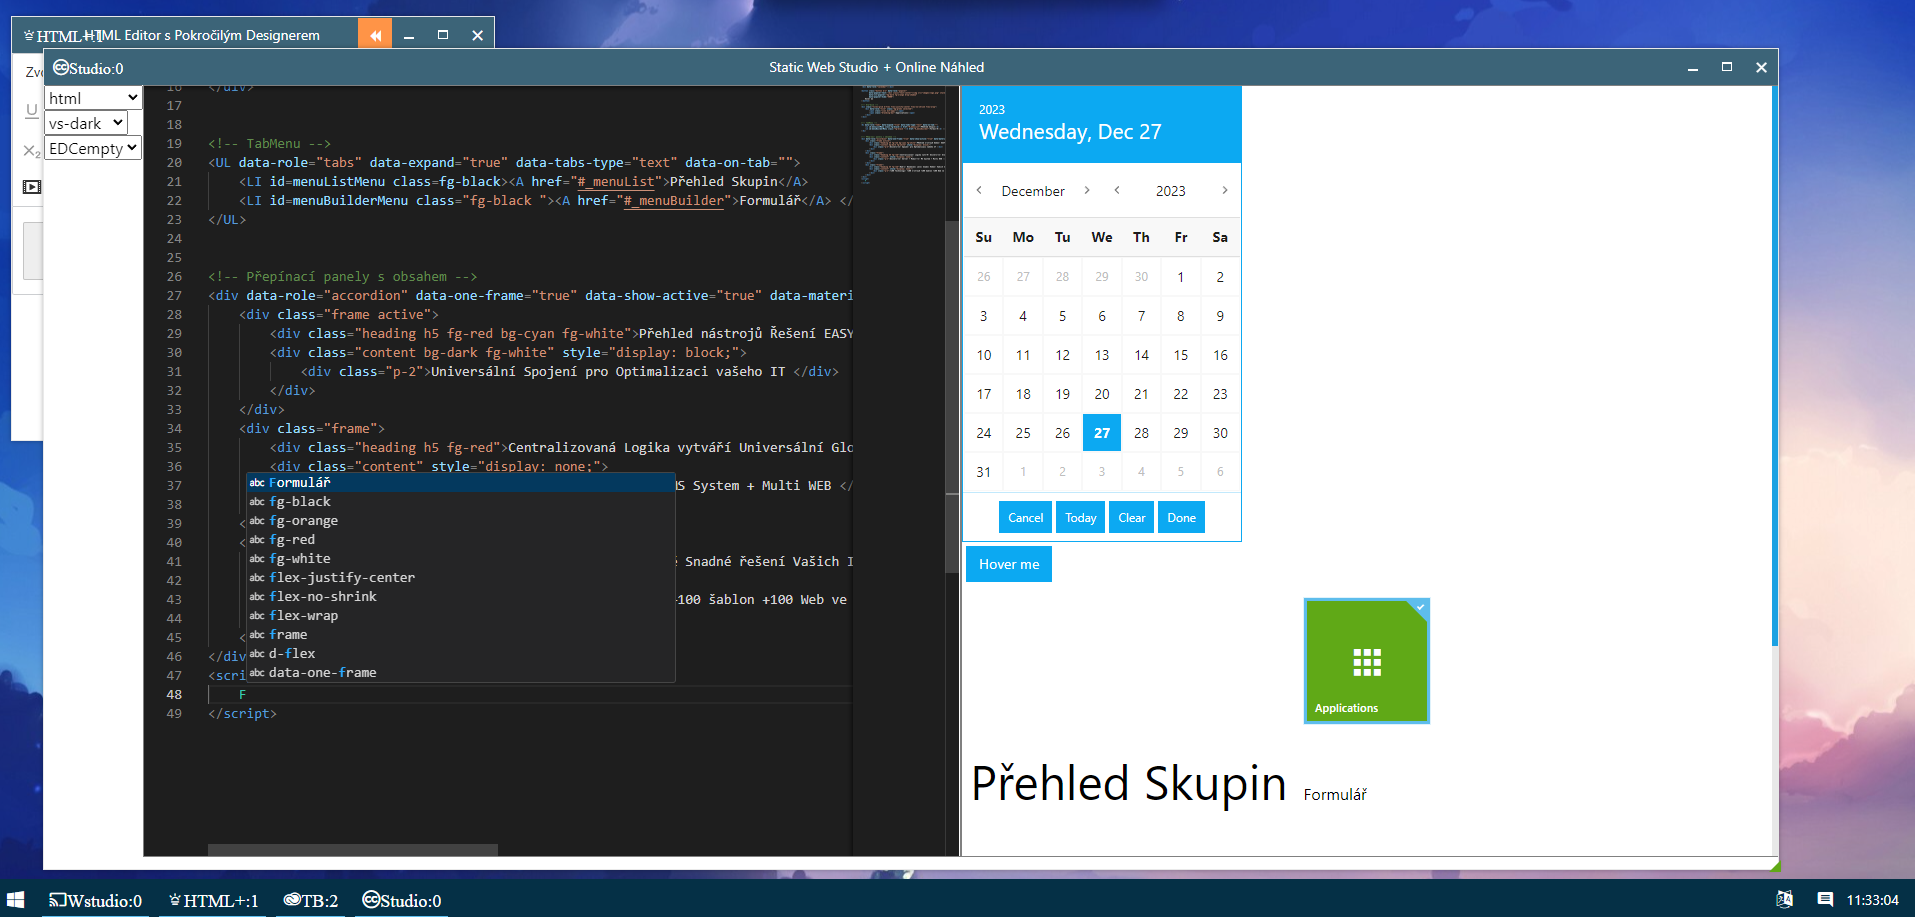 HTML+:1
HTML Editor s Pokročilým Designerem
Studio:0
Static Web Studio + Online Náhled
html
vs-dark
EDCempty
17
18
19 <!-- TabMenu -->
20 <UL data-role="tabs" data-expand="true" data-tabs-type="text" data-on-tab="">
21 <LI id=menuListMenu class=fg-black><A href="#_menuList">Přehled Skupin</A>
22 <LI id=menuBuilderMenu class="fg-black "><A href="#_menuBuilder">Formulář</A> </
23 </UL>
24
25
26 <!-- Přepínací panely s obsahem -->
27 <div data-role="accordion" data-one-frame="true" data-show-active="true" data-materi
28 <div class="frame active">
29 <div class="heading h5 fg-red bg-cyan fg-white">Přehled nástrojů Řešení EASY
30 <div class="content bg-dark fg-white" style="display: block;">
31 <div class="p-2">Universální Spojení pro Optimalizaci vašeho IT </div>
32 </div>
33 </div>
34 <div class="frame">
35 <div class="heading h5 fg-red">Centralizovaná Logika vytváří Universální Glo
36 <div class="content" style="display: none;">
37 MS System + Multi WEB </
38
39 <
40 <
41 Snadné řešení Vašich I
42
43 100 šablon +100 Web ve
44
45 <
46 </div
47 <scri
48 F
49 </script>
abc Formulář
abc fg-black
abc fg-orange
abc fg-red
abc fg-white
abc flex-justify-center
abc flex-no-shrink
abc flex-wrap
abc frame
abc d-flex
abc data-one-frame
2023
Wednesday, Dec 27
December 2023
Su Mo Tu We Th Fr Sa
26 27 28 29 30 1 2
3 4 5 6 7 8 9
10 11 12 13 14 15 16
17 18 19 20 21 22 23
24 25 26 27 28 29 30
31 1 2 3 4 5 6
Cancel Today Clear Done
Hover me
Applications
Přehled Skupin Formulář
Wstudio:0 HTML+:1 TB:2 Studio:0
11:33:04